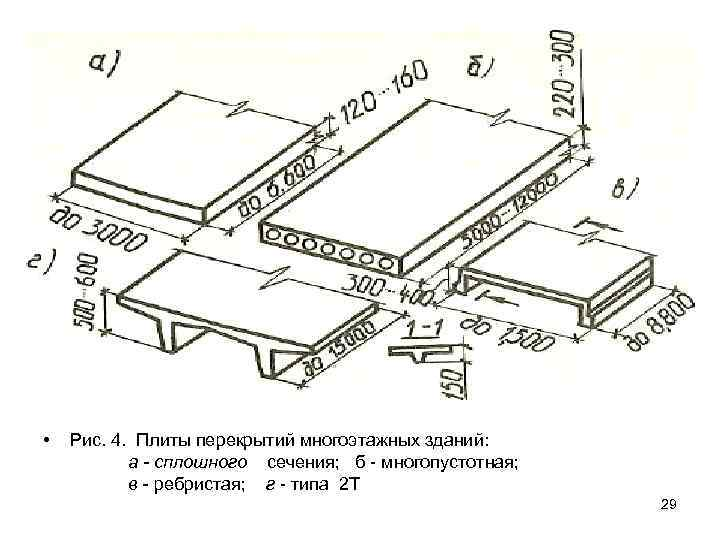 а)
120...160
б)
220...300
до 6,600
до 3000
3000...12000
в)
г)
500-600
300...400
до 15000
1-1
150
до 1,500
до 8,800
• Рис. 4. Плиты перекрытий многоэтажных зданий:
а - сплошного сечения; б - многопустотная;
в - ребристая; г - типа 2Т
29